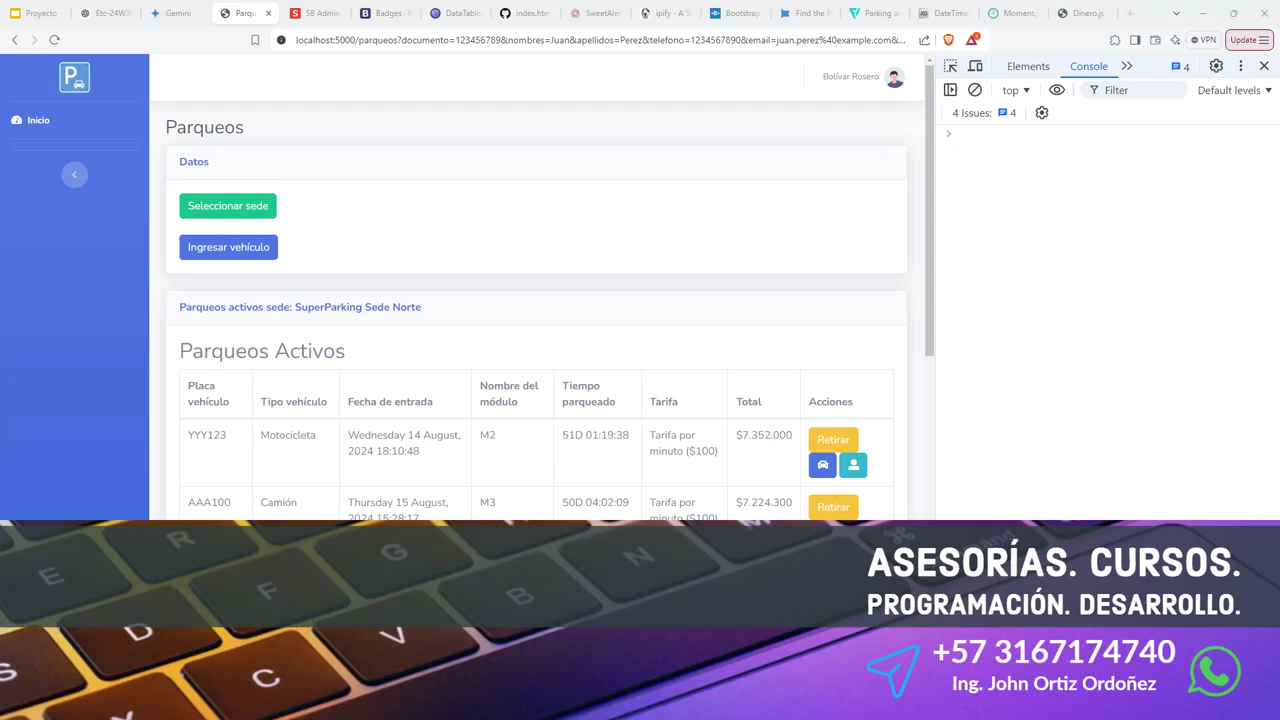 Proyecto
Etc-24W3
Gemini
Parqu
SB Admin
Badges - B
DataTable
index.htm
SweetAler
ipify - A S
Bootstrap
Find the P
Parking a
DateTime
Moment.j
Dinero.js
localhost:5000/parqueos?documento=123456789&nombres=Juan&apellidos=Perez&telefono=1234567890&email=juan.perez%40example.com&...
VPN
Update
P
Inicio
Bolívar Rosero
Parqueos
Datos
Seleccionar sede
Ingresar vehículo
Parqueos activos sede: SuperParking Sede Norte
Parqueos Activos
Placa vehículo
Tipo vehículo
Fecha de entrada
Nombre del módulo
Tiempo parqueado
Tarifa
Total
Acciones
YYY123
Motocicleta
Wednesday 14 August, 2024 18:10:48
M2
51D 01:19:38
Tarifa por minuto ($100)
$7.352.000
Retirar
AAA100
Camión
Thursday 15 August, 2024 15:28:17
M3
50D 04:02:09
Tarifa por minuto ($100)
$7.224.300
Retirar
Elements
Console
4
top
Filter
Default levels
4 Issues:
4
E
R
F
G
V
B
N
M
D
C
S
X
ASESORÍAS. CURSOS.
PROGRAMACIÓN. DESARROLLO.
+57 3167174740
Ing. John Ortiz Ordoñez